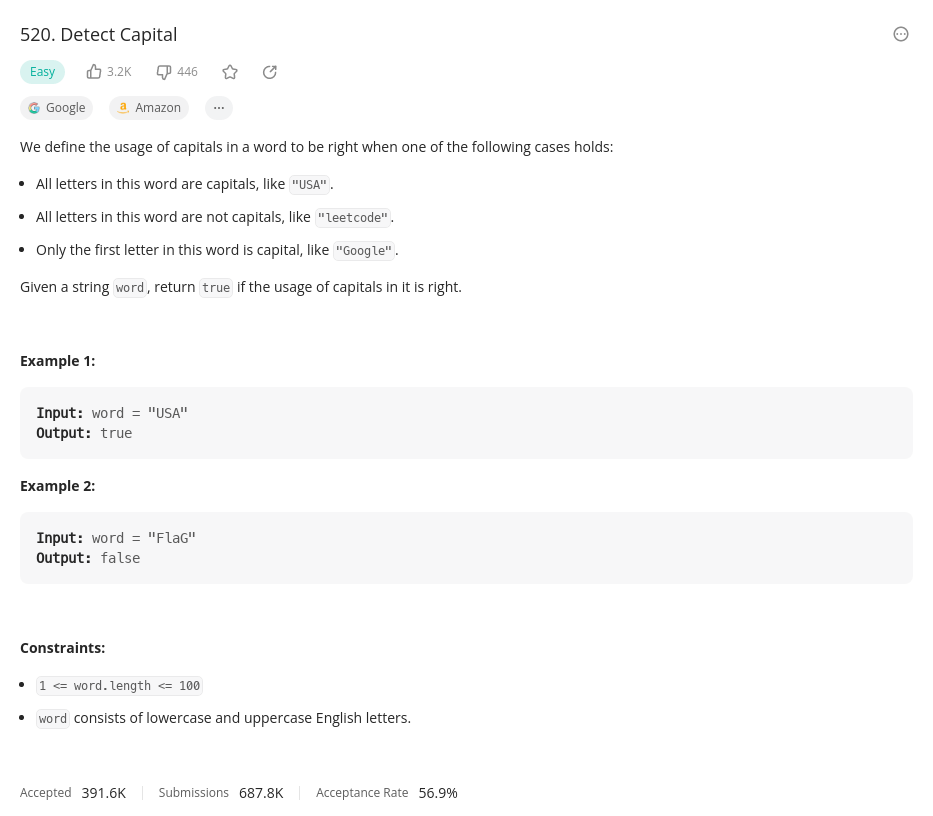 520. Detect Capital
Easy 3.2K 446
Google Amazon ...
We define the usage of capitals in a word to be right when one of the following cases holds:
• All letters in this word are capitals, like "USA".
• All letters in this word are not capitals, like "leetcode".
• Only the first letter in this word is capital, like "Google".
Given a string word, return true if the usage of capitals in it is right.
Example 1:
Input: word = "USA"
Output: true
Example 2:
Input: word = "FlaG"
Output: false
Constraints:
• 1 <= word.length <= 100
• word consists of lowercase and uppercase English letters.
Accepted 391.6K Submissions 687.8K Acceptance Rate 56.9%